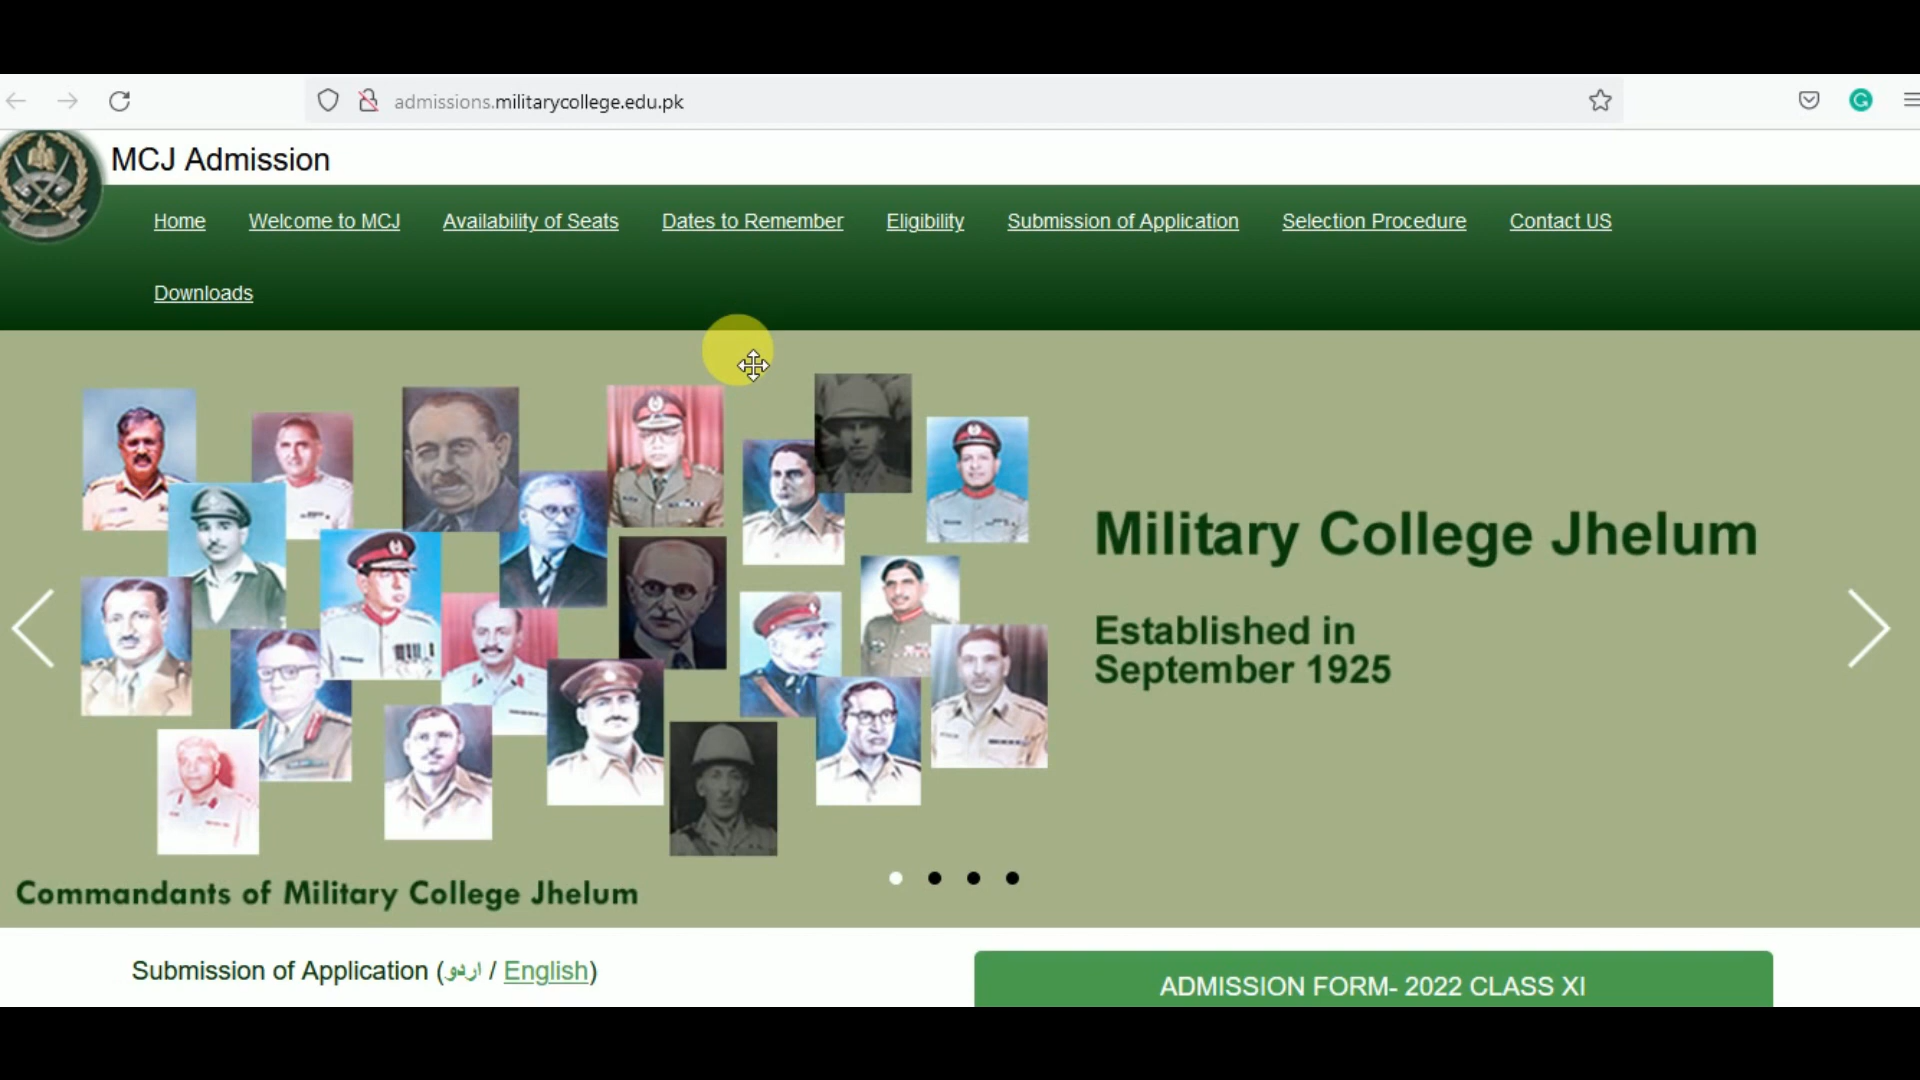 admissions.militarycollege.edu.pk
MCJ Admission
Home Welcome to MCJ Availability of Seats Dates to Remember Eligibility Submission of Application Selection Procedure Contact US
Downloads
Military College Jhelum
Established in
September 1925
Commandants of Military College Jhelum
Submission of Application (اردو / English)
ADMISSION FORM- 2022 CLASS XI